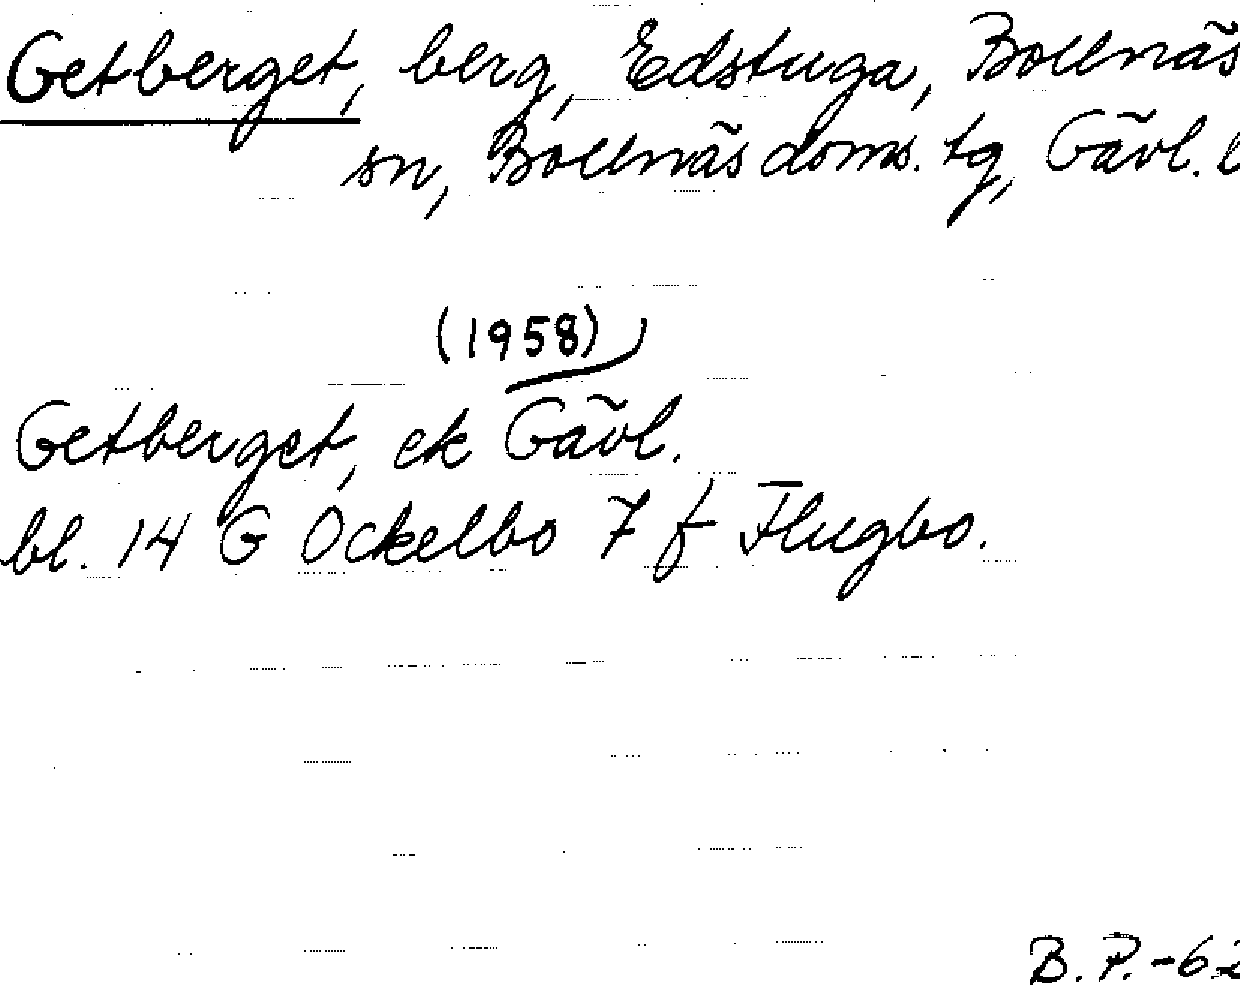 Getberget, berg, Edstuga, Bollnäs
sn, Bollnäs doms. tg, Gävl. l
(1958)
Getberget, ek Gävl.
bl. 14 G Ockelbo 7 f Flugbo.
B. P. -62